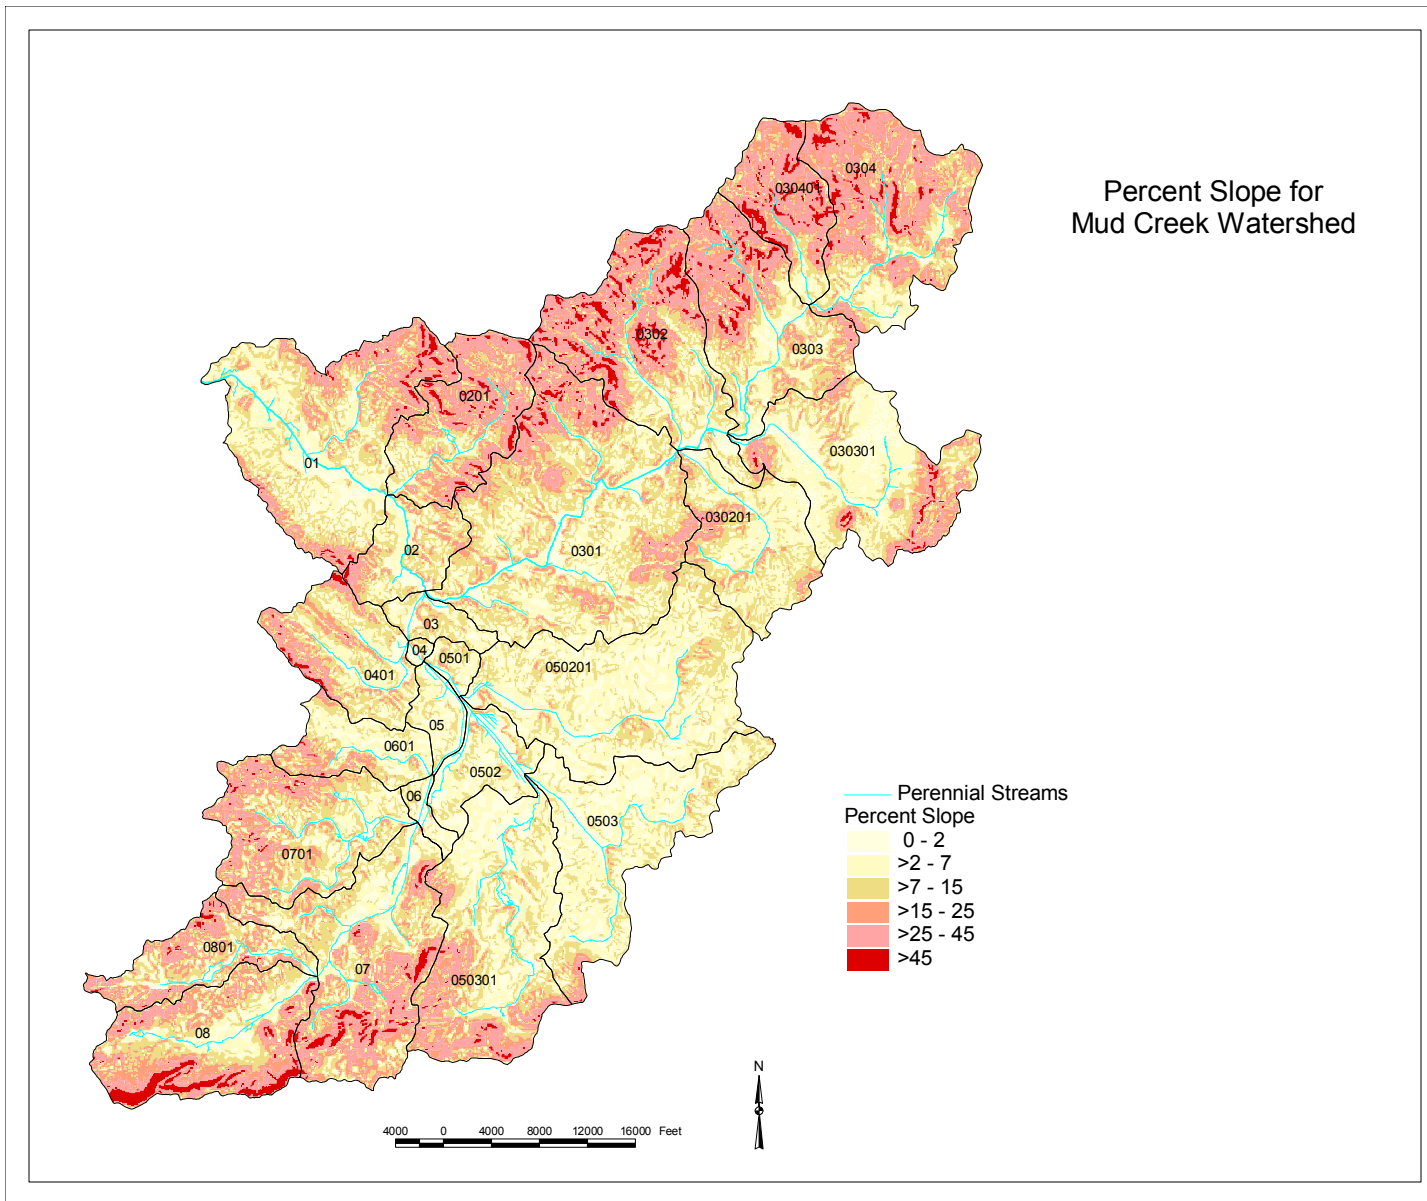 Percent Slope for
Mud Creek Watershed
0304
030401
0302
0303
0201
030301
01
030201
02
0301
03
04
0501
050201
0401
05
0601
0502
06
0503
0701
0801
07
050301
08
Perennial Streams
Percent Slope
0 - 2
>2 - 7
>7 - 15
>15 - 25
>25 - 45
>45
N
4000 0 4000 8000 12000 16000 Feet